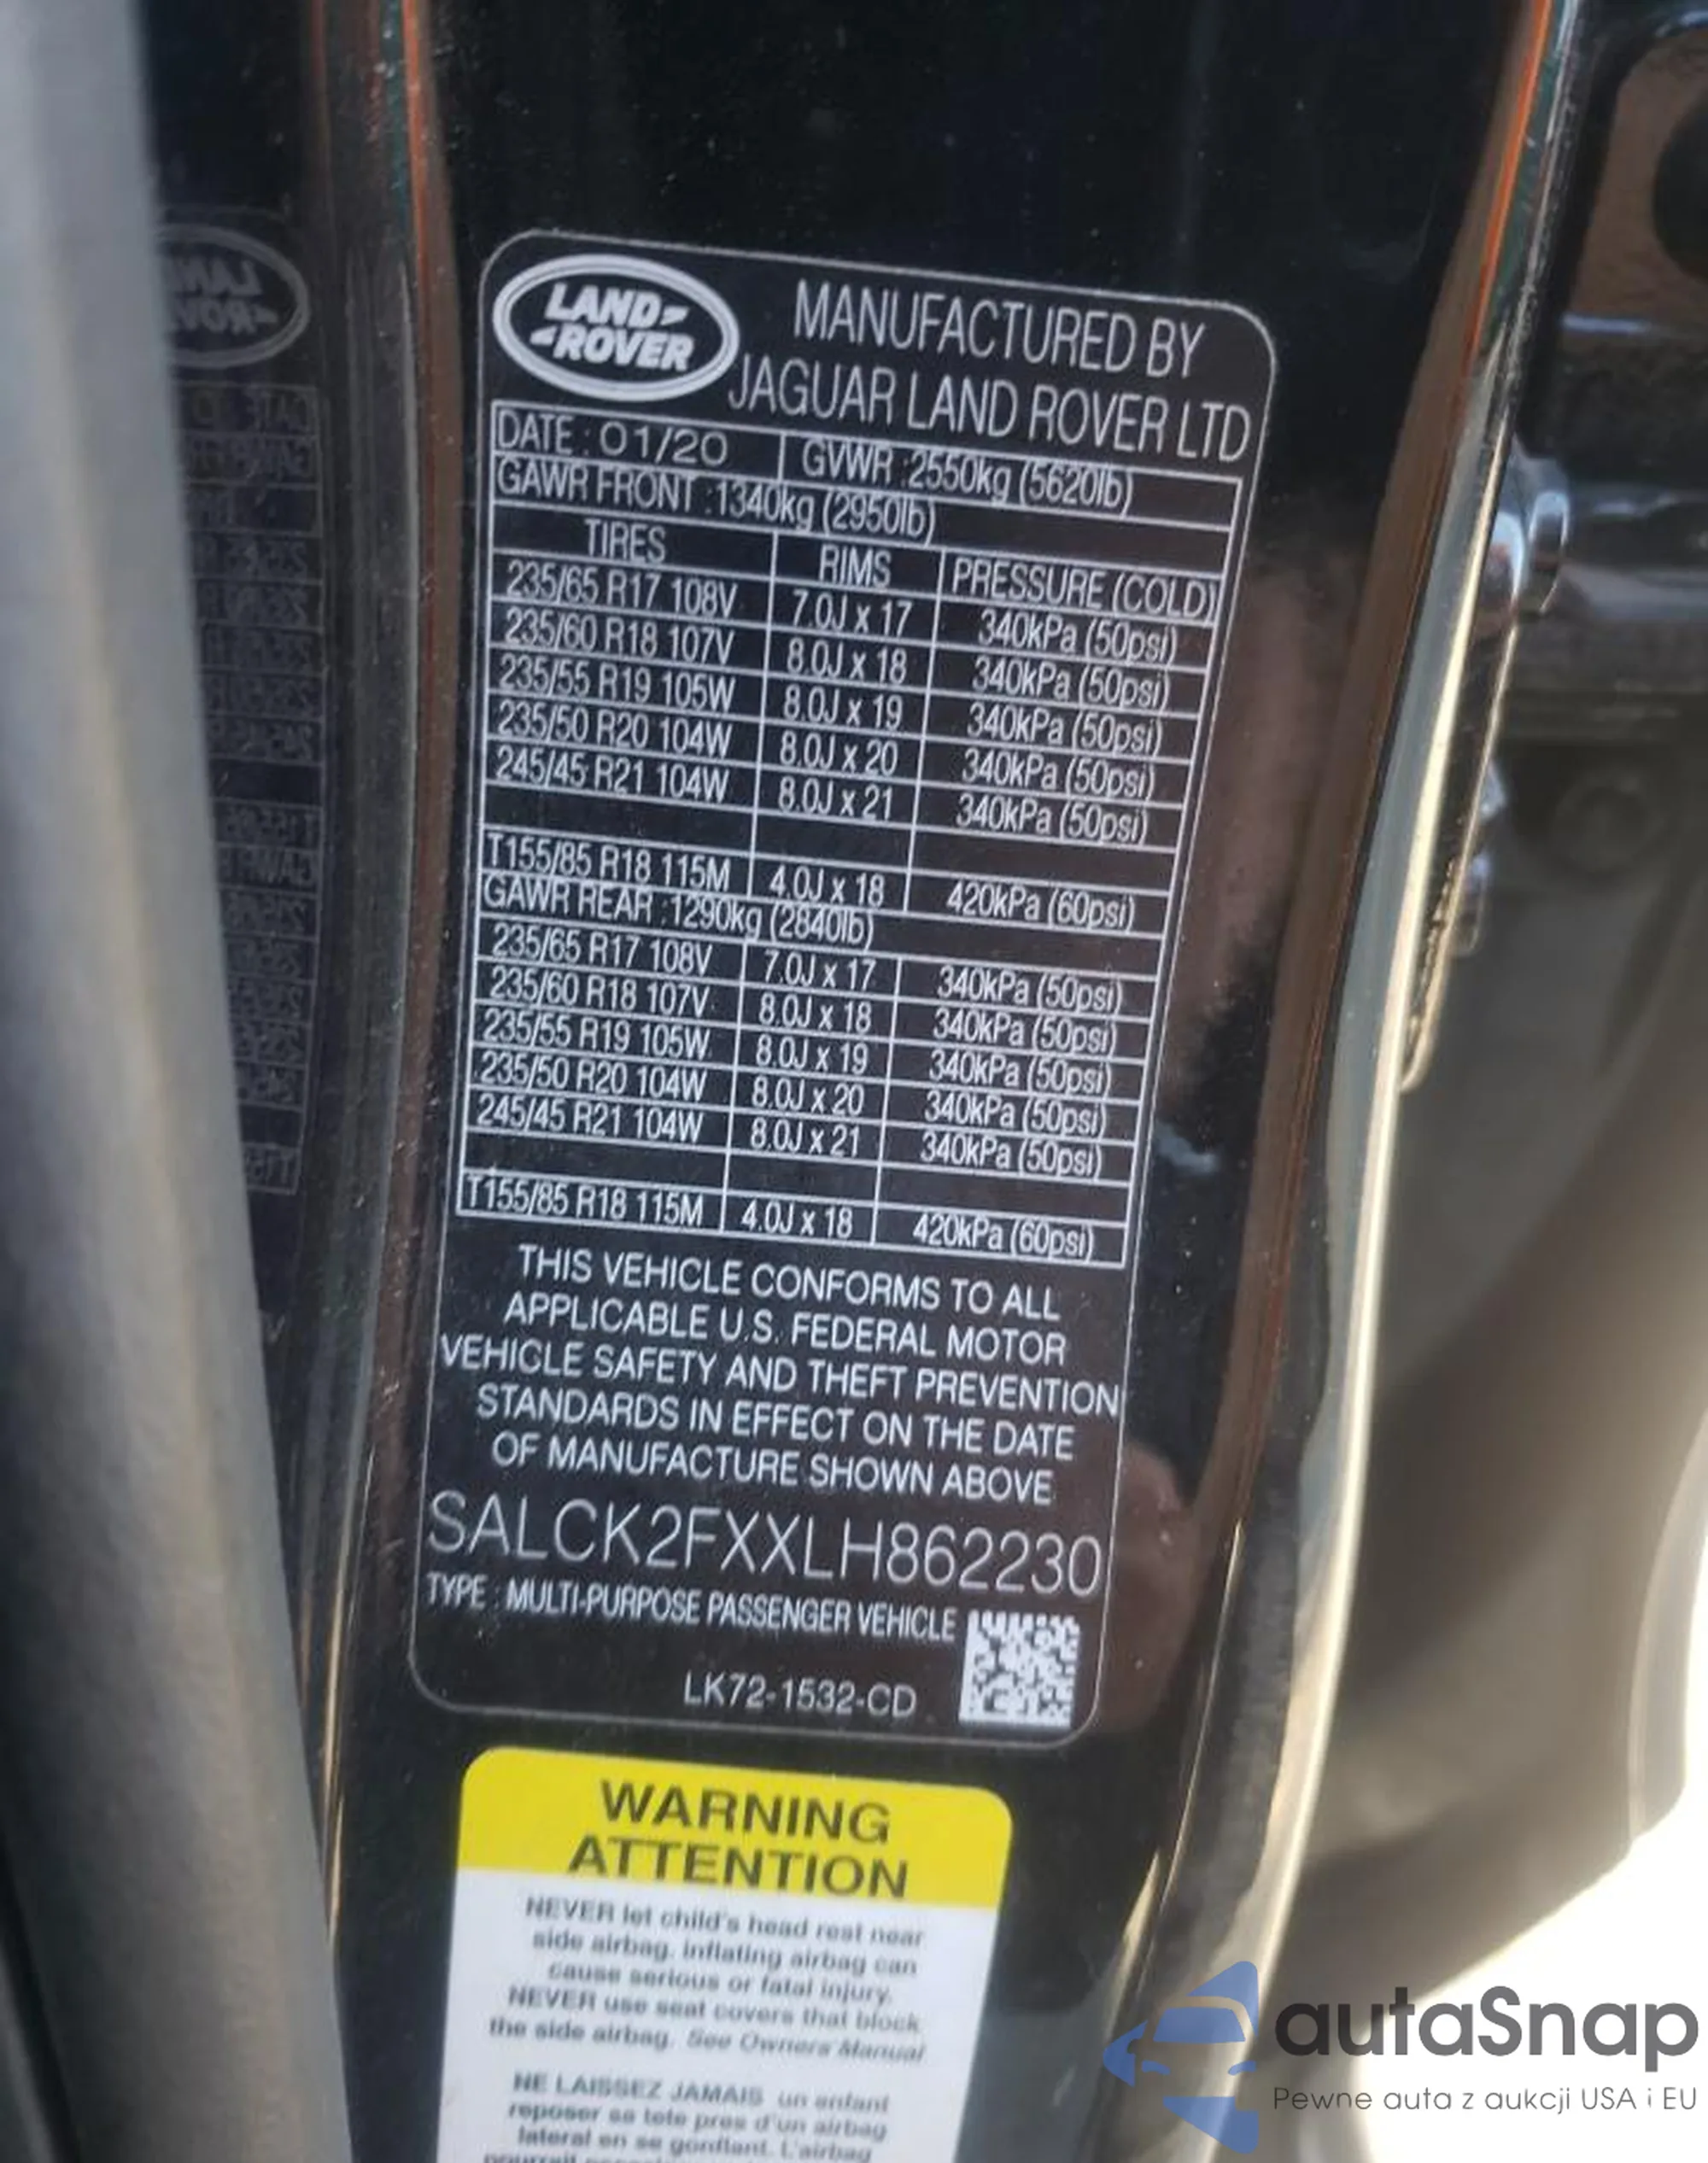 LAND
ROVER
MANUFACTURED BY
JAGUAR LAND ROVER LTD
DATE : 01/20 GVWR :2550kg (5620lb)
GAWR FRONT :1340kg (2950lb)
TIRES RIMS PRESSURE (COLD)
235/65 R17 108V 7.0J x 17 340kPa (50psi)
235/60 R18 107V 8.0J x 18 340kPa (50psi)
235/55 R19 105W 8.0J x 19 340kPa (50psi)
235/50 R20 104W 8.0J x 20 340kPa (50psi)
245/45 R21 104W 8.0J x 21 340kPa (50psi)
T155/85 R18 115M 4.0J x 18 420kPa (60psi)
GAWR REAR :1290kg (2840lb)
235/65 R17 108V 7.0J x 17 340kPa (50psi)
235/60 R18 107V 8.0J x 18 340kPa (50psi)
235/55 R19 105W 8.0J x 19 340kPa (50psi)
235/50 R20 104W 8.0J x 20 340kPa (50psi)
245/45 R21 104W 8.0J x 21 340kPa (50psi)
T155/85 R18 115M 4.0J x 18 420kPa (60psi)
THIS VEHICLE CONFORMS TO ALL
APPLICABLE U.S. FEDERAL MOTOR
VEHICLE SAFETY AND THEFT PREVENTION
STANDARDS IN EFFECT ON THE DATE
OF MANUFACTURE SHOWN ABOVE
SALCK2FXXLH862230
TYPE : MULTI-PURPOSE PASSENGER VEHICLE
LK72-1532-CD
WARNING
ATTENTION
NEVER let child's head rest near
side airbag. Inflating airbag can
cause serious or fatal injury.
NEVER use seat covers that block
the side airbag. See Owners Manual
NE LAISSEZ JAMAIS un enfant
reposer sa tete pres d'un airbag
lateral en se gonflant. L'airbag
autaSnap
Pewne auta z aukcji USA i EU